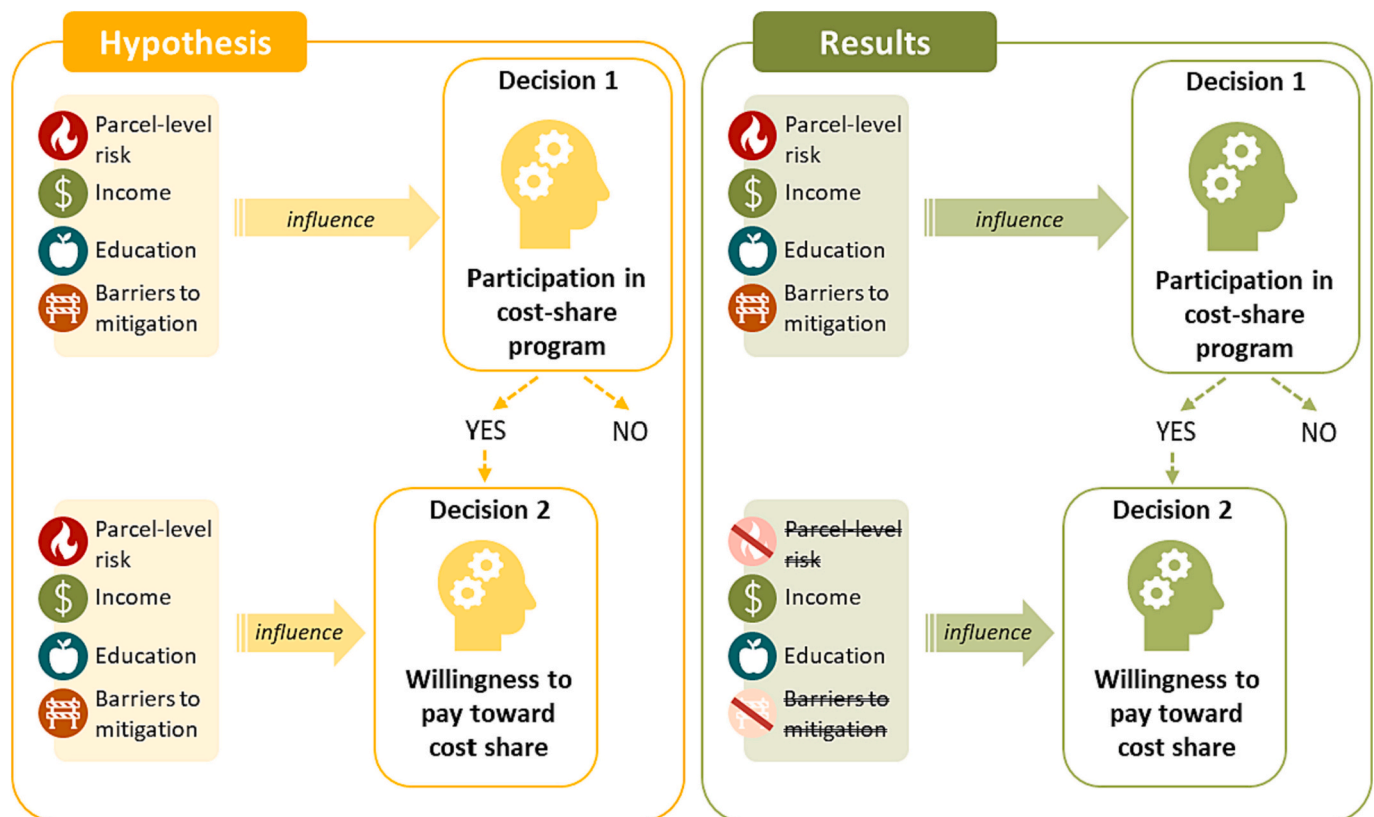 Hypothesis
Decision 1
Parcel-level
risk
$
Income
Education
Barriers to
mitigation
influence
Participation in
cost-share
program
YES
NO
Decision 2
Parcel-level
risk
$
Income
Education
Barriers to
mitigation
influence
Willingness to
pay toward
cost share
Results
Decision 1
Parcel-level
risk
$
Income
Education
Barriers to
mitigation
influence
Participation in
cost-share
program
YES
NO
Decision 2
Parcel-level
risk
$
Income
Education
Barriers to
mitigation
influence
Willingness to
pay toward
cost share